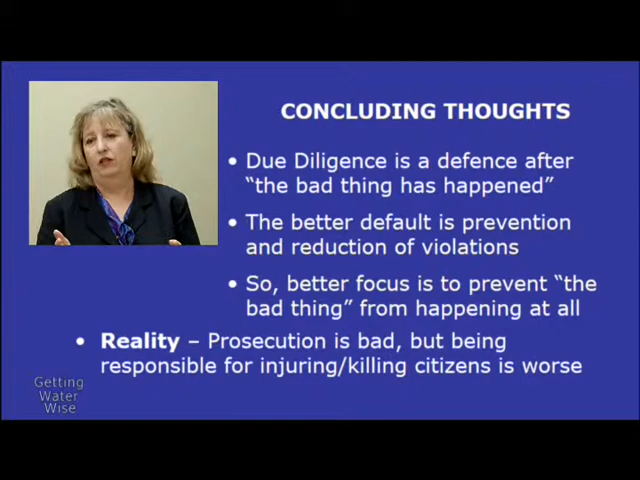 CONCLUDING THOUGHTS
• Due Diligence is a defence after
“the bad thing has happened”
• The better default is prevention
and reduction of violations
• So, better focus is to prevent “the
bad thing” from happening at all
• Reality – Prosecution is bad, but being
responsible for injuring/killing citizens is worse
Getting
Water
Wise